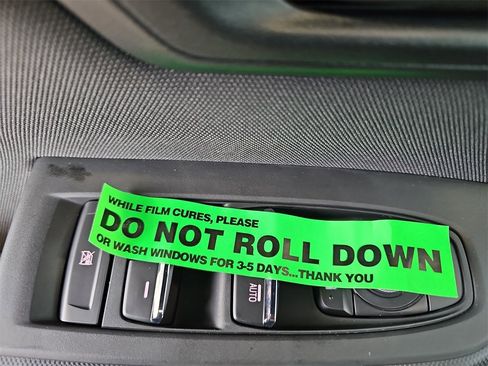 WHILE FILM CURES, PLEASE
DO NOT ROLL DOWN
OR WASH WINDOWS FOR 3-5 DAYS...THANK YOU
AUTO